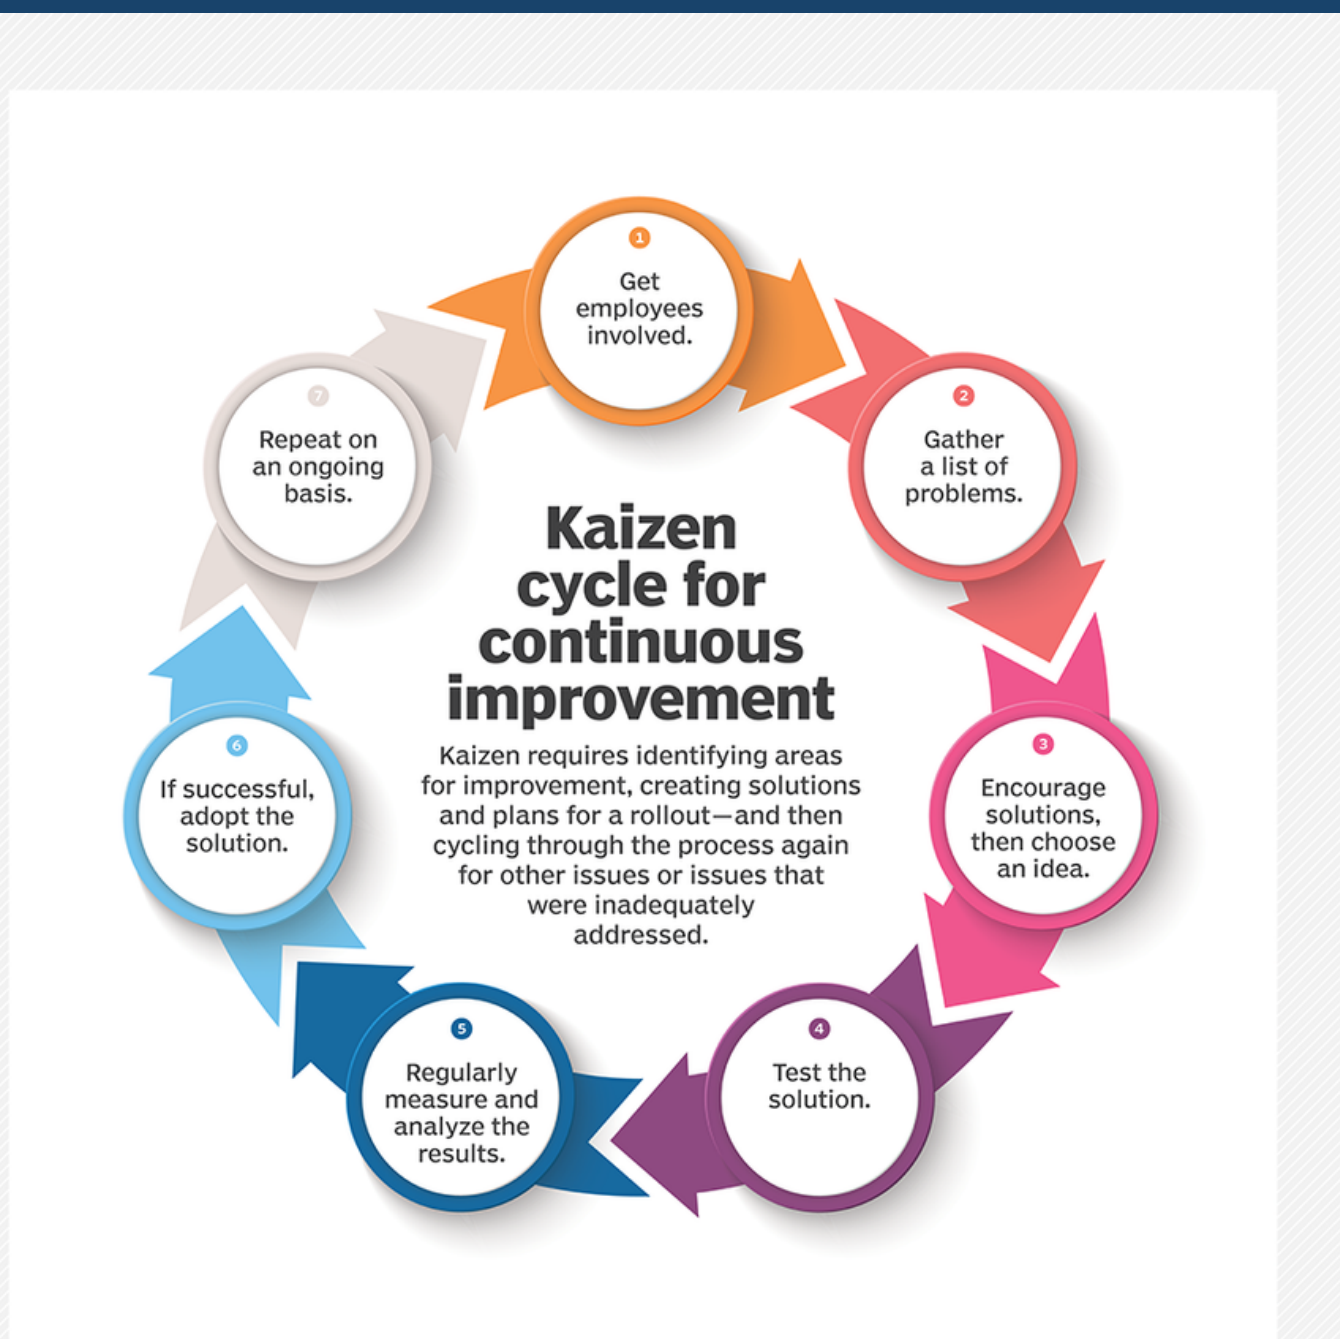 1
Get
employees
involved.
2
Gather
a list of
problems.
3
Encourage
solutions,
then choose
an idea.
4
Test the
solution.
5
Regularly
measure and
analyze the
results.
6
If successful,
adopt the
solution.
7
Repeat on
an ongoing
basis.
Kaizen
cycle for
continuous
improvement
Kaizen requires identifying areas
for improvement, creating solutions
and plans for a rollout—and then
cycling through the process again
for other issues or issues that
were inadequately
addressed.